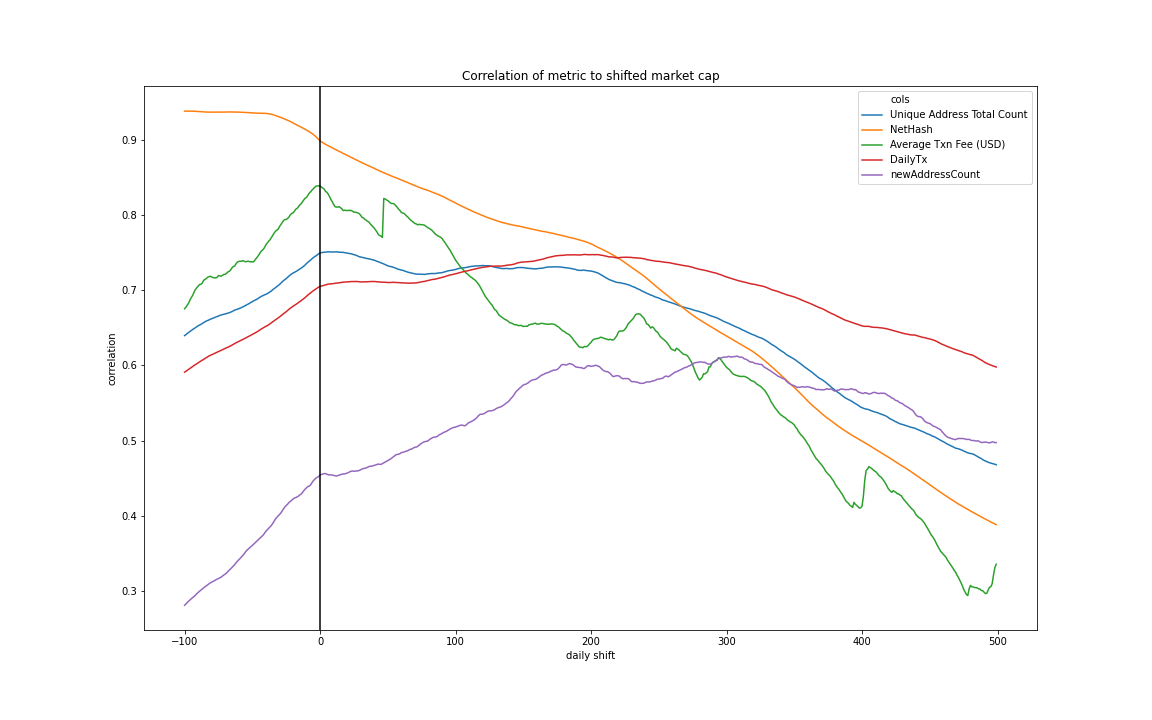 Correlation of metric to shifted market cap
cols
Unique Address Total Count
NetHash
Average Txn Fee (USD)
DailyTx
newAddressCount
0.9
0.8
0.7
0.6
0.5
0.4
0.3
correlation
−100 0 100 200 300 400 500
daily shift